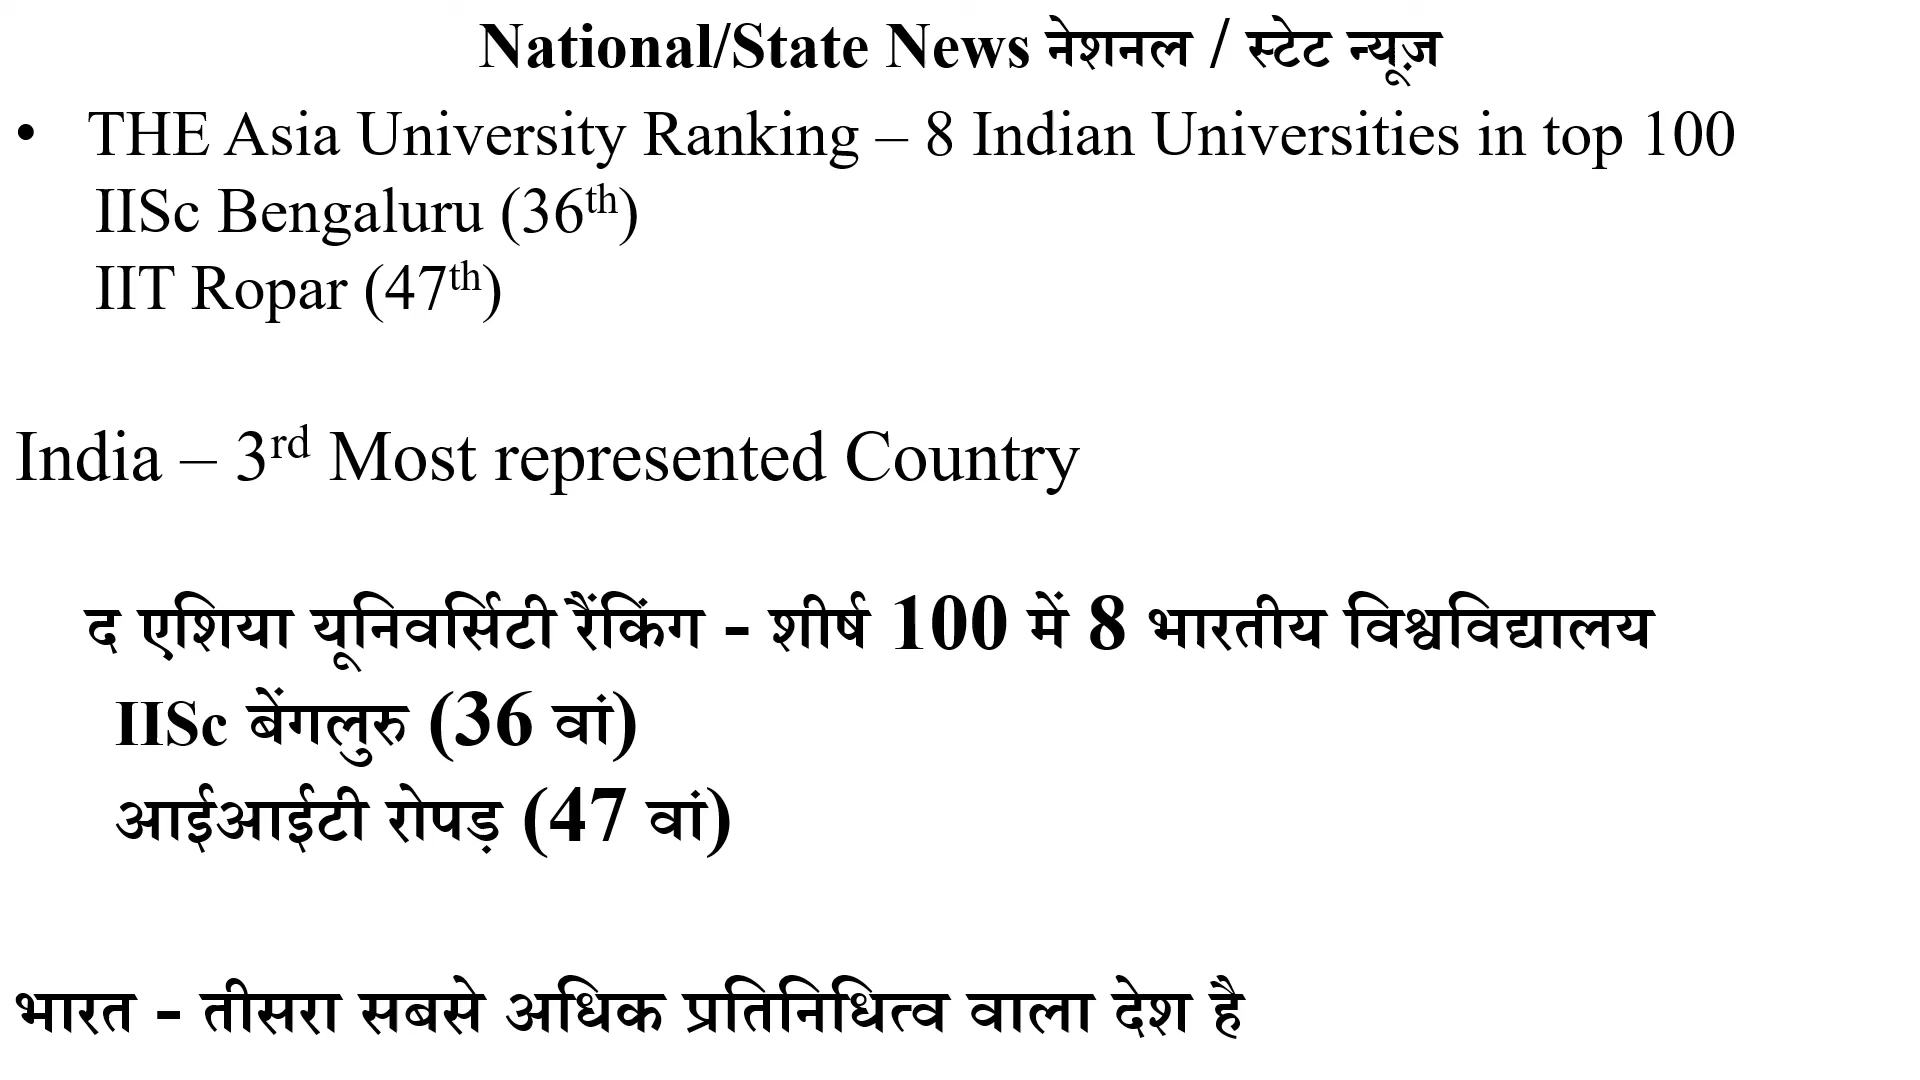 National/State News नेशनल / स्टेट न्यूज़
• THE Asia University Ranking – 8 Indian Universities in top 100
IISc Bengaluru (36th)
IIT Ropar (47th)
India – 3rd Most represented Country
द एशिया यूनिवर्सिटी रैंकिंग - शीर्ष 100 में 8 भारतीय विश्वविद्यालय
IISc बेंगलुरु (36 वां)
आईआईटी रोपड़ (47 वां)
भारत - तीसरा सबसे अधिक प्रतिनिधित्व वाला देश है